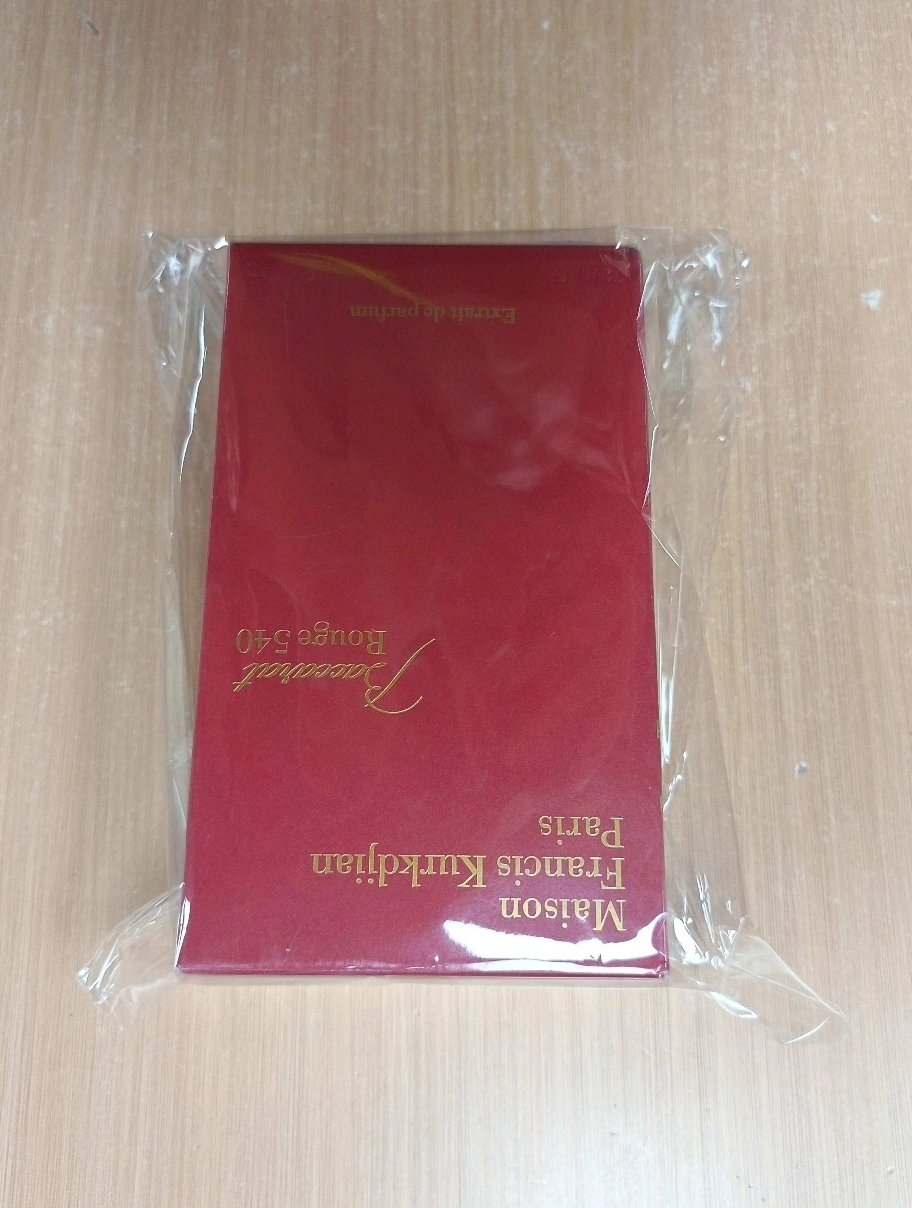 Maison
Francis Kurkdjian
Paris
Baccarat
Rouge 540
Extrait de parfum